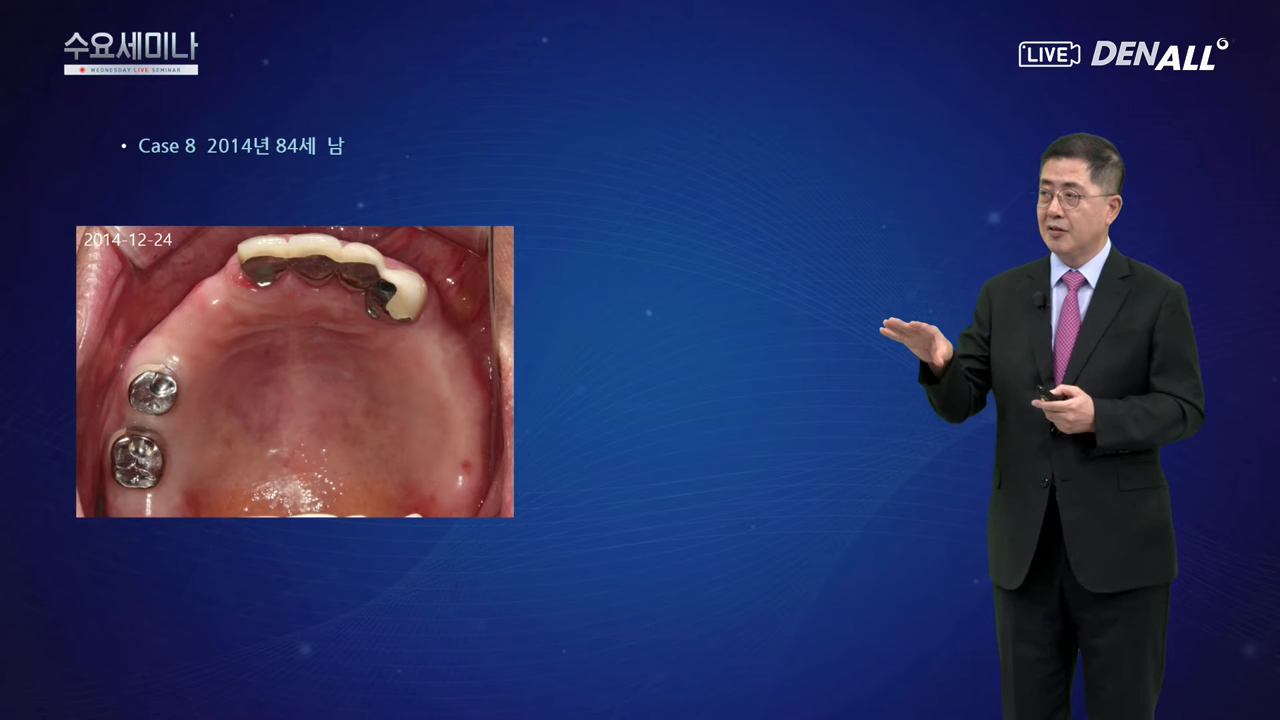 수요세미나
WEDNESDAY LIVE SEMINAR
LIVE DENALL
• Case 8 2014년 84세 남
2014-12-24